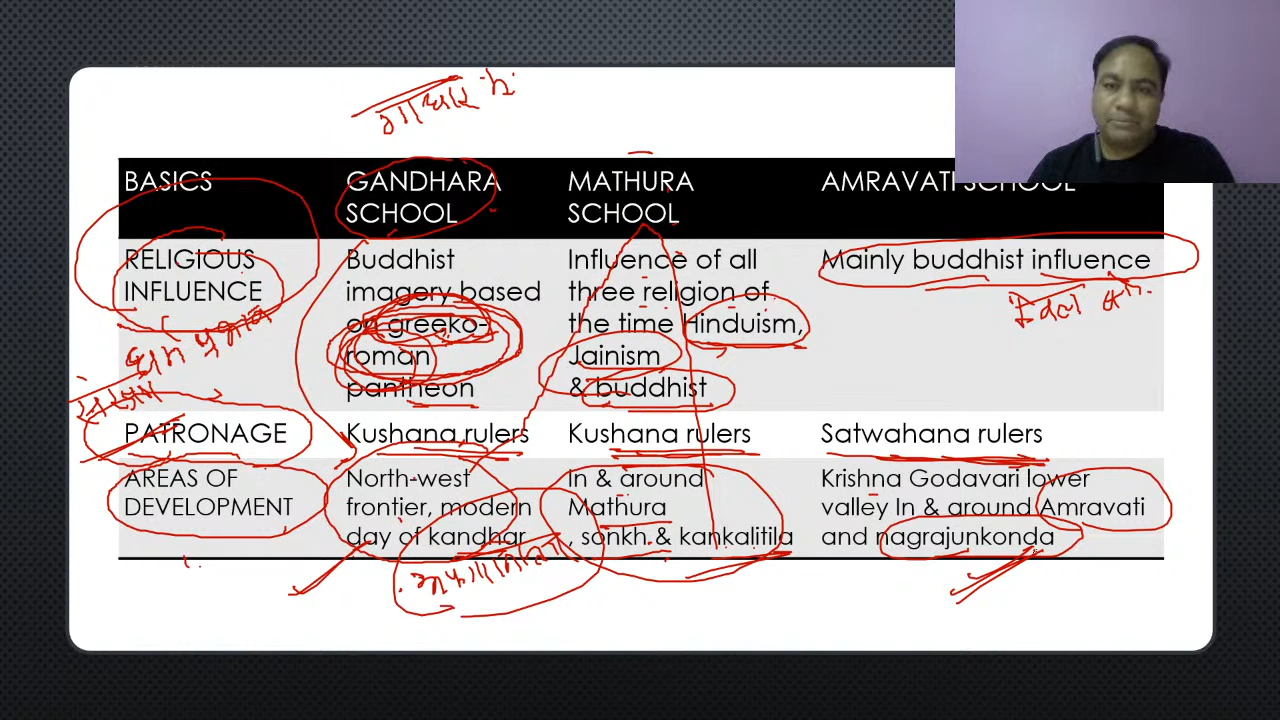 BASICS
GANDHARA SCHOOL
MATHURA SCHOOL
AMRAVATI SCHOOL
RELIGIOUS
INFLUENCE
Buddhist
imagery based
on greeko-
roman
pantheon
Influence of all
three religion of
the time Hinduism,
Jainism
& buddhist
Mainly buddhist influence
PATRONAGE
Kushana rulers
Kushana rulers
Satwahana rulers
AREAS OF
DEVELOPMENT
North-west
frontier, modern
day of kandhar
In & around
Mathura
, sonkh & kankalitila
Krishna Godavari lower
valley In & around Amravati
and nagrajunkonda